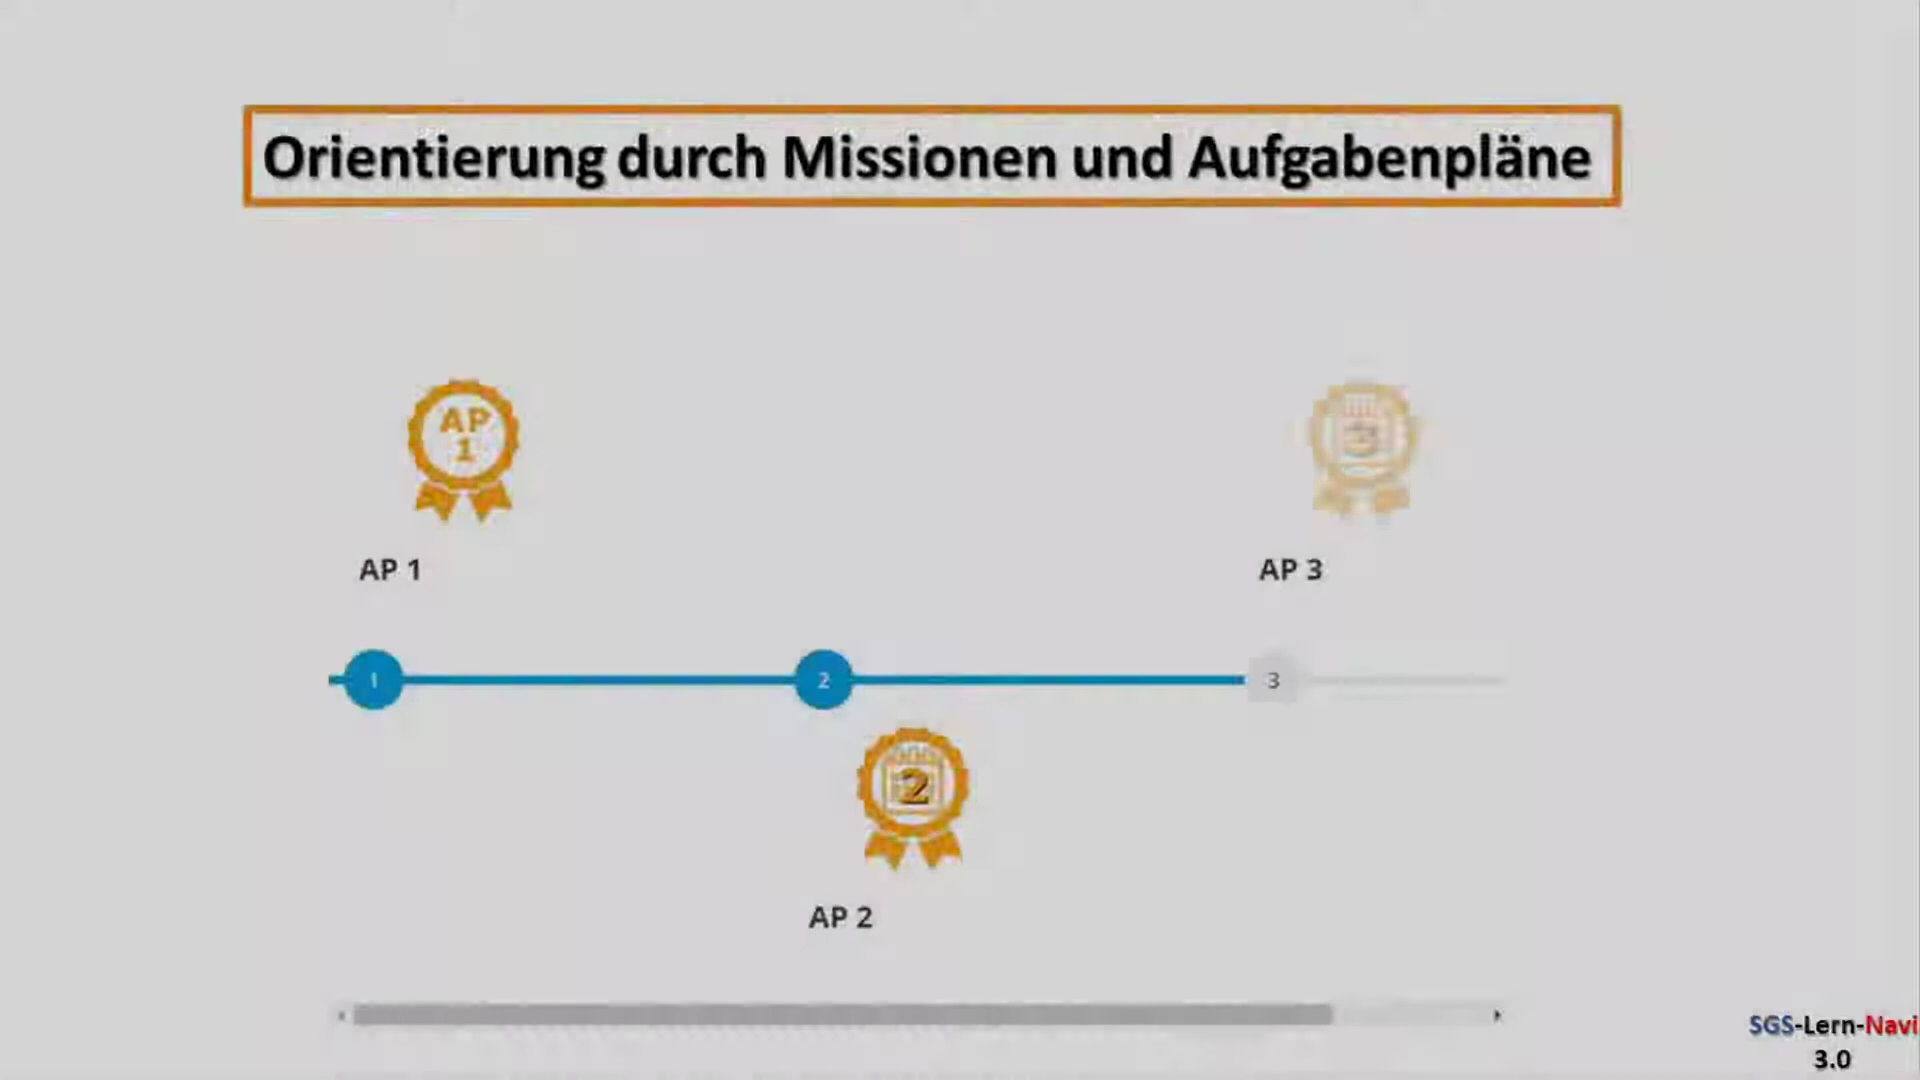 Orientierung durch Missionen und Aufgabenpläne
AP
1
3
AP 1
AP 3
1
2
3
2
AP 2
SGS-Lern-Navi
3.0